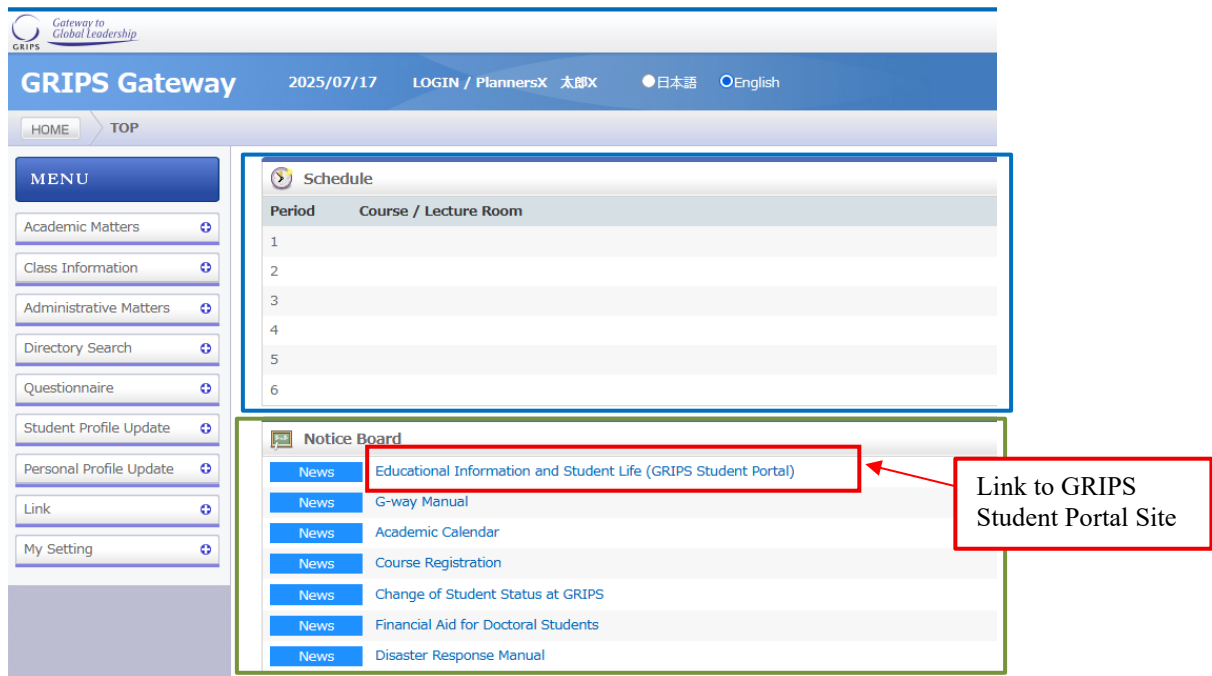 Gateway to
Global Leadership
GRIPS
GRIPS Gateway 2025/07/17 LOGIN / PlannersX 太郎X 日本語 English
HOME TOP
MENU
Academic Matters
Class Information
Administrative Matters
Directory Search
Questionnaire
Student Profile Update
Personal Profile Update
Link
My Setting
Schedule
Period Course / Lecture Room
1
2
3
4
5
6
Notice Board
News Educational Information and Student Life (GRIPS Student Portal)
News G-way Manual
News Academic Calendar
News Course Registration
News Change of Student Status at GRIPS
News Financial Aid for Doctoral Students
News Disaster Response Manual
Link to GRIPS
Student Portal Site